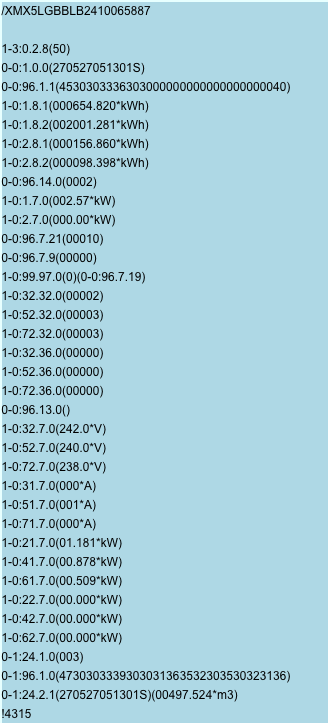 /XMX5LGBBLB2410065887

1-3:0.2.8(50)
0-0:1.0.0(270527051301S)
0-0:96.1.1(4530303336303000000000000000000040)
1-0:1.8.1(000654.820*kWh)
1-0:1.8.2(002001.281*kWh)
1-0:2.8.1(000156.860*kWh)
1-0:2.8.2(000098.398*kWh)
0-0:96.14.0(0002)
1-0:1.7.0(002.57*kW)
1-0:2.7.0(000.00*kW)
0-0:96.7.21(00010)
0-0:96.7.9(00000)
1-0:99.97.0(0)(0-0:96.7.19)
1-0:32.32.0(00002)
1-0:52.32.0(00003)
1-0:72.32.0(00003)
1-0:32.36.0(00000)
1-0:52.36.0(00000)
1-0:72.36.0(00000)
0-0:96.13.0()
1-0:32.7.0(242.0*V)
1-0:52.7.0(240.0*V)
1-0:72.7.0(238.0*V)
1-0:31.7.0(000*A)
1-0:51.7.0(001*A)
1-0:71.7.0(000*A)
1-0:21.7.0(01.181*kW)
1-0:41.7.0(00.878*kW)
1-0:61.7.0(00.509*kW)
1-0:22.7.0(00.000*kW)
1-0:42.7.0(00.000*kW)
1-0:62.7.0(00.000*kW)
0-1:24.1.0(003)
0-1:96.1.0(4730303339303031363532303530323136)
0-1:24.2.1(270527051301S)(00497.524*m3)
!4315